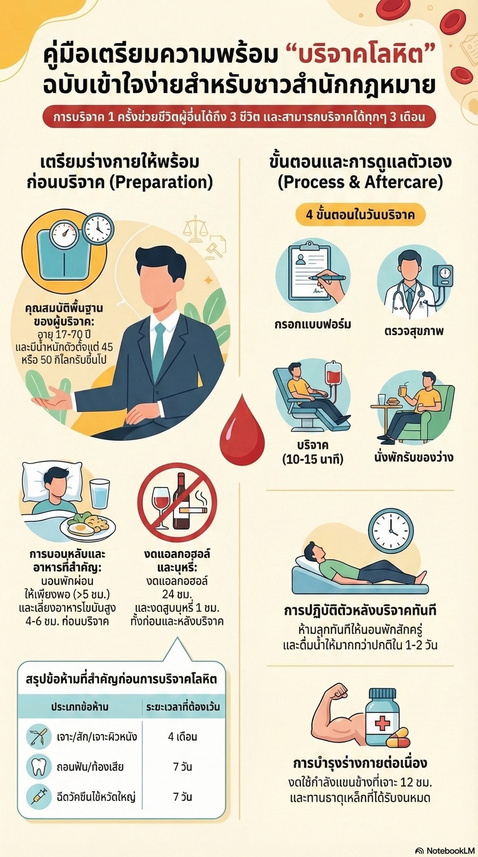 คู่มือเตรียมความพร้อม “บริจาคโลหิต”
ฉบับเข้าใจง่ายสำหรับชาวสำนักกฎหมาย
การบริจาค 1 ครั้งช่วยชีวิตผู้อื่นได้ถึง 3 ชีวิต และสามารถบริจาคได้ทุกๆ 3 เดือน
เตรียมร่างกายให้พร้อม
ก่อนบริจาค (Preparation)
คุณสมบัติพื้นฐาน
ของผู้บริจาค:
อายุ 17-70 ปี
และมีน้ำหนักตัวตั้งแต่ 45
หรือ 50 กิโลกรัมขึ้นไป
การนอนหลับและ
อาหารที่สำคัญ:
นอนพักผ่อน
ให้เพียงพอ (>5 ชม.)
และเลี่ยงอาหารไขมันสูง
4-6 ชม. ก่อนบริจาค
งดแอลกอฮอล์
และบุหรี่:
งดแอลกอฮอล์
24 ชม.
และงดสูบบุหรี่ 1 ชม.
ทั้งก่อนและหลังบริจาค
สรุปข้อห้ามที่สำคัญก่อนการบริจาคโลหิต
ประเภทข้อห้าม ระยะเวลาที่ต้องเว้น
เจาะ/สัก/เจาะผิวหนัง 4 เดือน
ถอนฟัน/ท้องเสีย 7 วัน
ฉีดวัคซีนไข้หวัดใหญ่ 7 วัน
ขั้นตอนและการดูแลตัวเอง
(Process & Aftercare)
4 ขั้นตอนในวันบริจาค
กรอกแบบฟอร์ม
ตรวจสุขภาพ
บริจาค
(10-15 นาที)
นั่งพักรับของว่าง
การปฏิบัติตัวหลังบริจาคทันที
ห้ามลุกทันทีให้นอนพักสักครู่
และดื่มน้ำให้มากกว่าปกติใน 1-2 วัน
การบำรุงร่างกายต่อเนื่อง
งดใช้กำลังแขนข้างที่เจาะ 12 ชม.
และทานธาตุเหล็กที่ได้รับจนหมด
NotebookLM